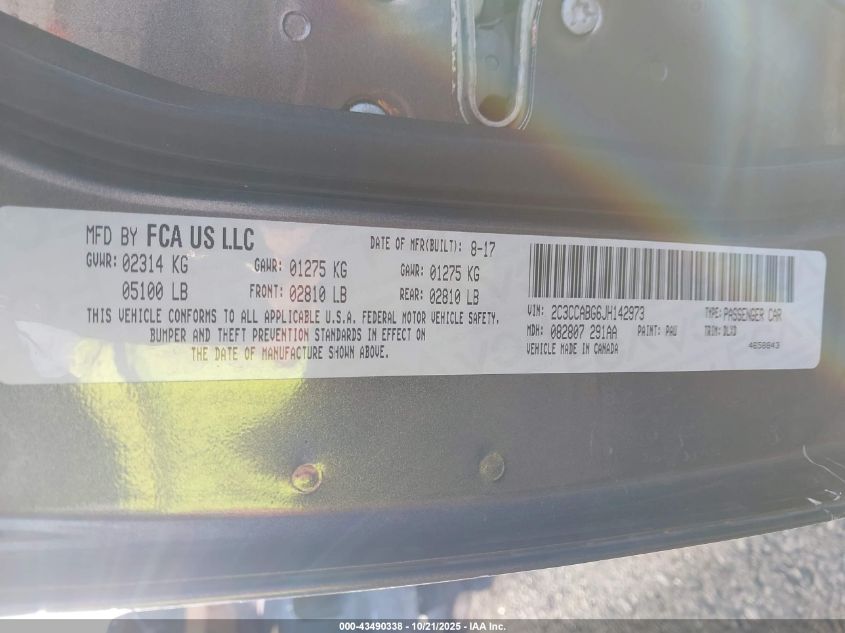 MFD BY FCA US LLC
DATE OF MFR(BUILT): 8-17
GVWR: 02314 KG GAWR: 01275 KG GAWR: 01275 KG
05100 LB FRONT: 02810 LB REAR: 02810 LB
THIS VEHICLE CONFORMS TO ALL APPLICABLE U.S.A. FEDERAL MOTOR VEHICLE SAFETY,
BUMPER AND THEFT PREVENTION STANDARDS IN EFFECT ON
THE DATE OF MANUFACTURE SHOWN ABOVE.
VIN: 2C3CCABG6JH142973 TYPE: PASSENGER CAR
MDH: 082807 291AA PAINT: PAU TRIM: DLX9
VEHICLE MADE IN CANADA 4658843
000-43490338 - 10/21/2025 - IAA Inc.